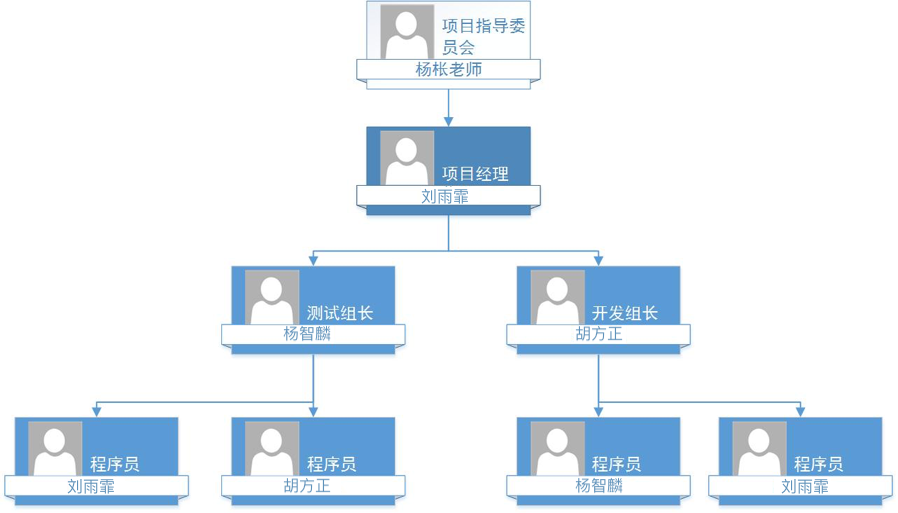 项目指导委
员会
杨枨老师
项目经理
刘雨霏
测试组长
杨智麟
开发组长
胡方正
程序员
刘雨霏
程序员
胡方正
程序员
杨智麟
程序员
刘雨霏